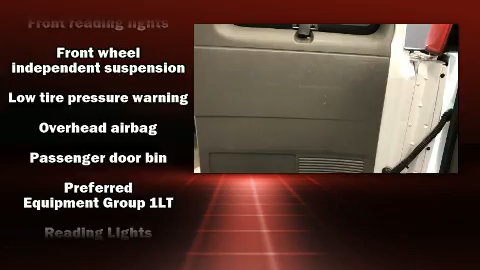 Front reading lights
Front wheel
independent suspension
Low tire pressure warning
Overhead airbag
Passenger door bin
Preferred
Equipment Group 1LT
Reading Lights